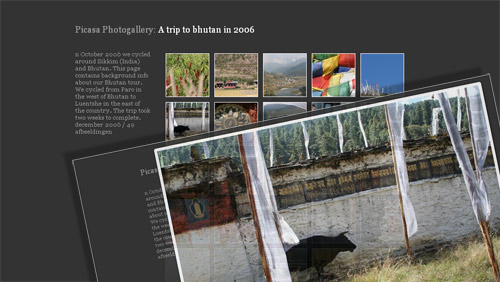 Picasa Photogallery: A trip to bhutan in 2006
n October 2006 we cycled
around Sikkim (India)
and Bhutan. This page
contains background info
about our Bhutan tour.
We cycled from Paro in
the west of Bhutan to
Luentshe in the east of
the country. The trip took
two weeks to complete.
december 2006 / 49
afbeeldingen
Picas
n Octo